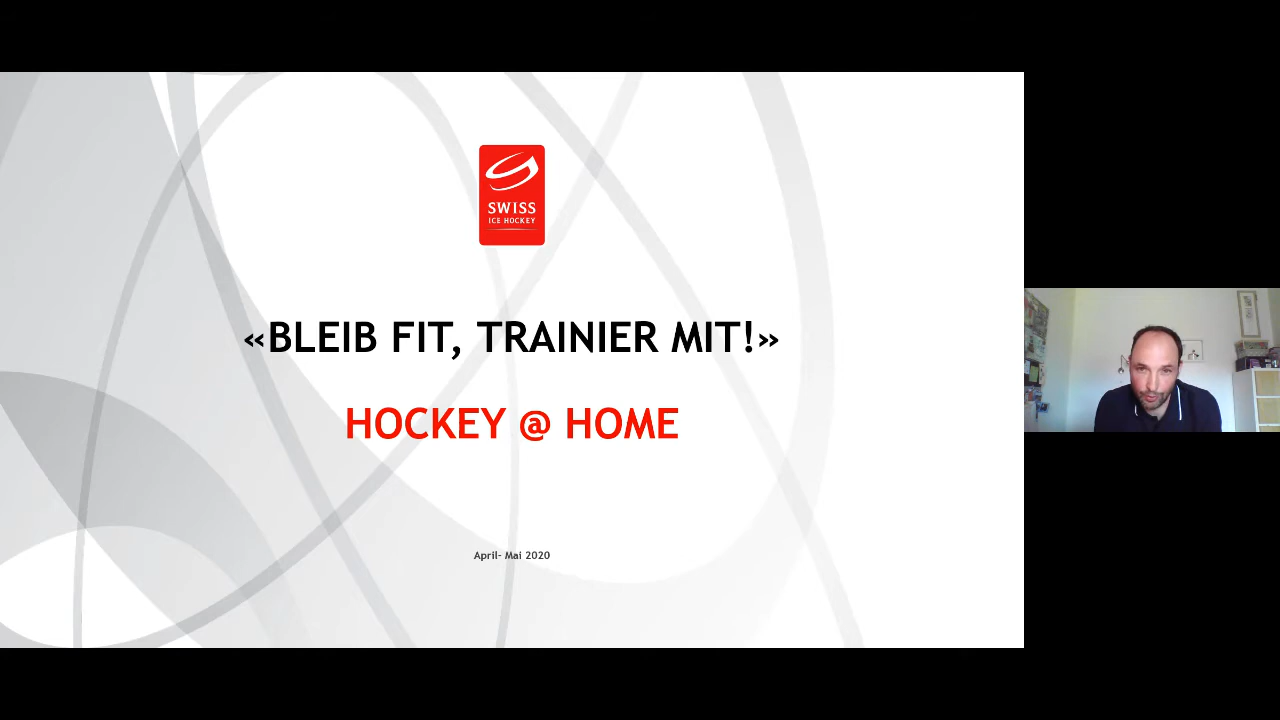 SWISS
ICE HOCKEY
«BLEIB FIT, TRAINIER MIT!»
HOCKEY @ HOME
April- Mai 2020